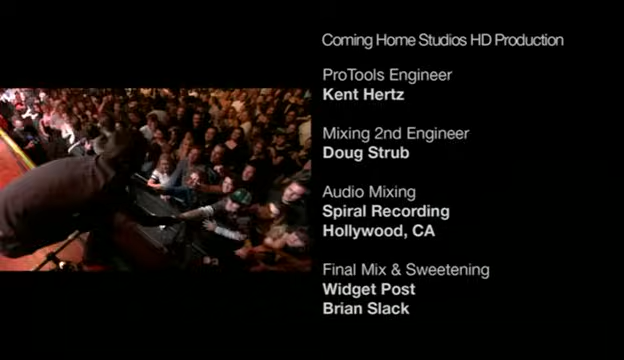 Coming Home Studios HD Production
ProTools Engineer
Kent Hertz
Mixing 2nd Engineer
Doug Strub
Audio Mixing
Spiral Recording
Hollywood, CA
Final Mix & Sweetening
Widget Post
Brian Slack